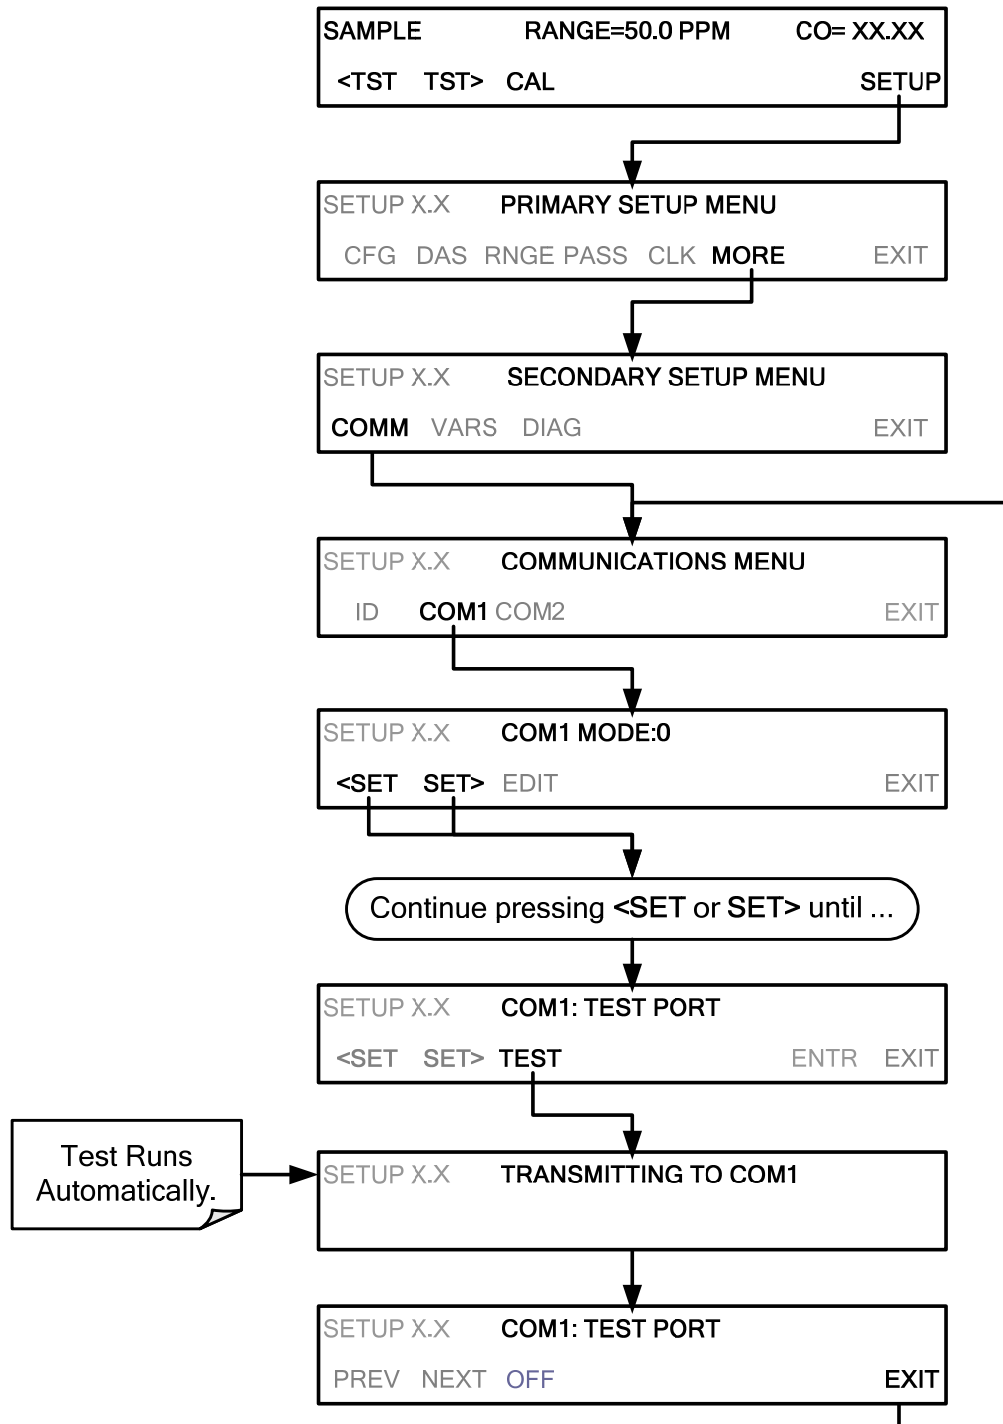 SAMPLE RANGE=50.0 PPM CO= XX.XX
<TST TST> CAL SETUP
SETUP X.X PRIMARY SETUP MENU
CFG DAS RNGE PASS CLK MORE EXIT
SETUP X.X SECONDARY SETUP MENU
COMM VARS DIAG EXIT
SETUP X.X COMMUNICATIONS MENU
ID COM1 COM2 EXIT
SETUP X.X COM1 MODE:0
<SET SET> EDIT EXIT
Continue pressing <SET or SET> until ...
SETUP X.X COM1: TEST PORT
<SET SET> TEST ENTR EXIT
Test Runs
Automatically.
SETUP X.X TRANSMITTING TO COM1
SETUP X.X COM1: TEST PORT
PREV NEXT OFF EXIT